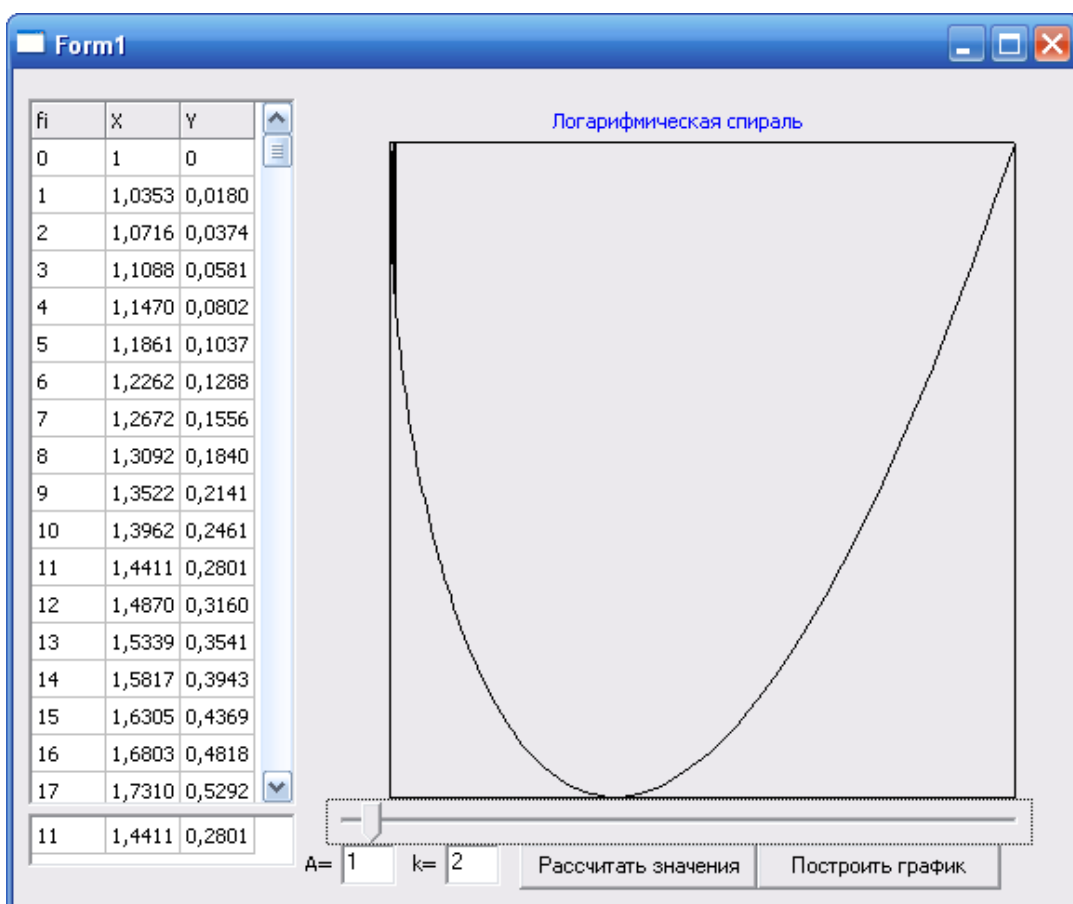 Form1
fi X Y
0 1 0
1 1,0353 0,0180
2 1,0716 0,0374
3 1,1088 0,0581
4 1,1470 0,0802
5 1,1861 0,1037
6 1,2262 0,1288
7 1,2672 0,1556
8 1,3092 0,1840
9 1,3522 0,2141
10 1,3962 0,2461
11 1,4411 0,2801
12 1,4870 0,3160
13 1,5339 0,3541
14 1,5817 0,3943
15 1,6305 0,4369
16 1,6803 0,4818
17 1,7310 0,5292
11 1,4411 0,2801
Логарифмическая спираль
A= 1 k= 2 Рассчитать значения Построить график